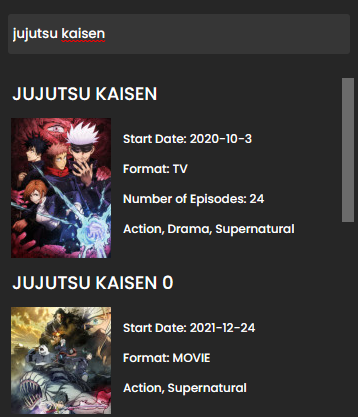 jujutsu kaisen
JUJUTSU KAISEN
Start Date: 2020-10-3
Format: TV
Number of Episodes: 24
Action, Drama, Supernatural
JUJUTSU KAISEN 0
Start Date: 2021-12-24
Format: MOVIE
Action, Supernatural